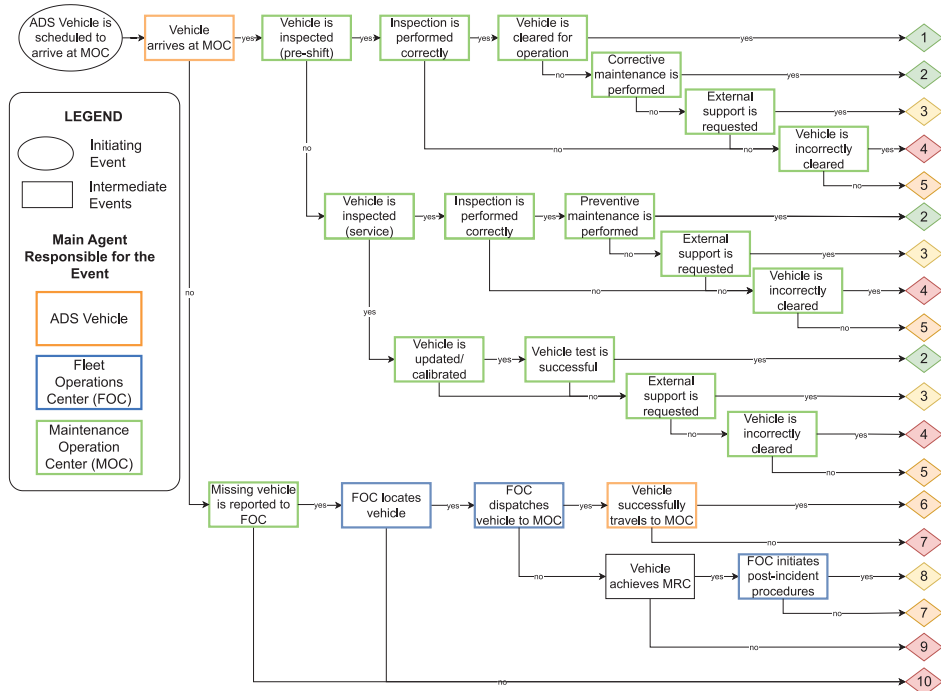 ADS Vehicle is
scheduled to
arrive at MOC
Vehicle
arrives at MOC
yes
Vehicle is
inspected
(pre-shift)
yes
Inspection is
performed
correctly
yes
Vehicle is
cleared for
operation
yes
1
no
Corrective
maintenance is
performed
yes
2
no
External
support is
requested
yes
3
no
no
Vehicle is
incorrectly
cleared
yes
4
no
5
LEGEND
Initiating
Event
Intermediate
Events
Main Agent
Responsible for the
Event
ADS Vehicle
Fleet
Operations
Center (FOC)
Maintenance
Operation
Center (MOC)
no
no
Vehicle is
inspected
(service)
yes
Inspection is
performed
correctly
yes
Preventive
maintenance is
performed
yes
2
no
External
support is
requested
yes
3
no
no
Vehicle is
incorrectly
cleared
yes
4
no
5
yes
Vehicle is
updated/
calibrated
yes
Vehicle test is
successful
yes
2
no
External
support is
requested
yes
3
no
Vehicle is
incorrectly
cleared
yes
4
no
5
Missing vehicle
is reported to
FOC
yes
FOC locates
vehicle
yes
FOC
dispatches
vehicle to MOC
yes
Vehicle
successfully
travels to MOC
yes
6
no
7
no
Vehicle
achieves MRC
yes
FOC initiates
post-incident
procedures
yes
8
no
7
no
9
no
10